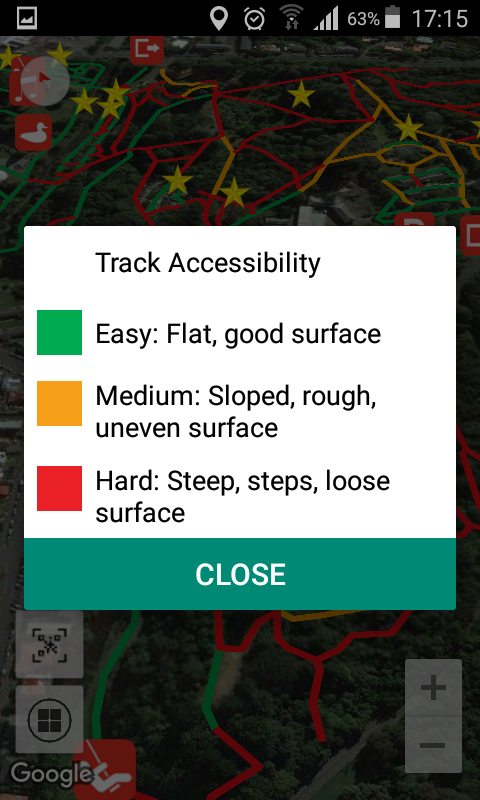 63% 17:15
Track Accessibility
Easy: Flat, good surface
Medium: Sloped, rough,
uneven surface
Hard: Steep, steps, loose
surface
CLOSE
Google